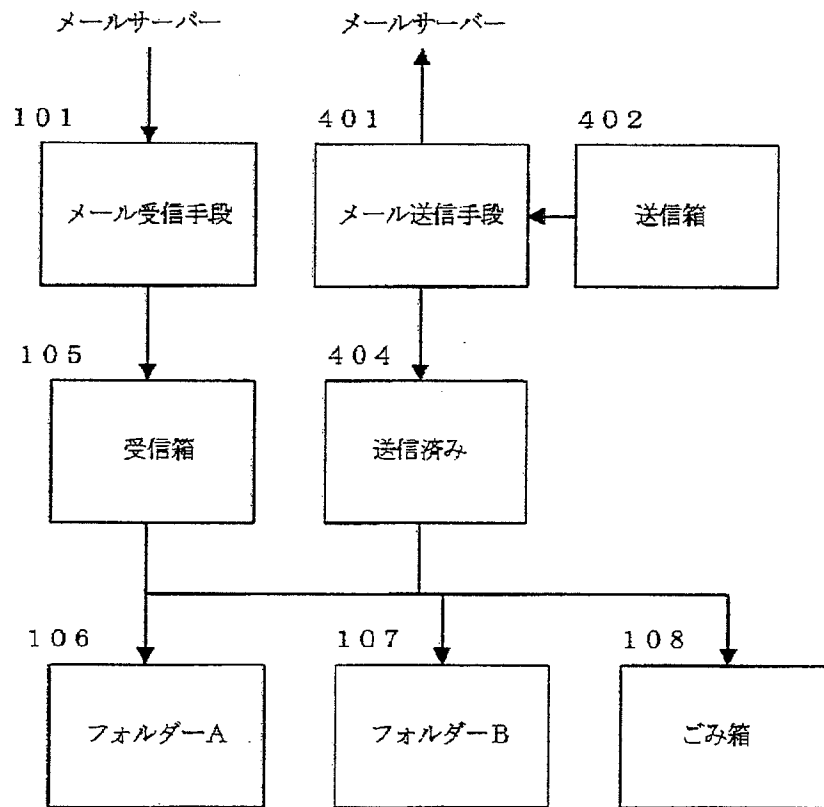 メールサーバー
メールサーバー
101
401
402
メール受信手段
メール送信手段
送信箱
105
404
受信箱
送信済み
106
107
108
フォルダーA
フォルダーB
ごみ箱